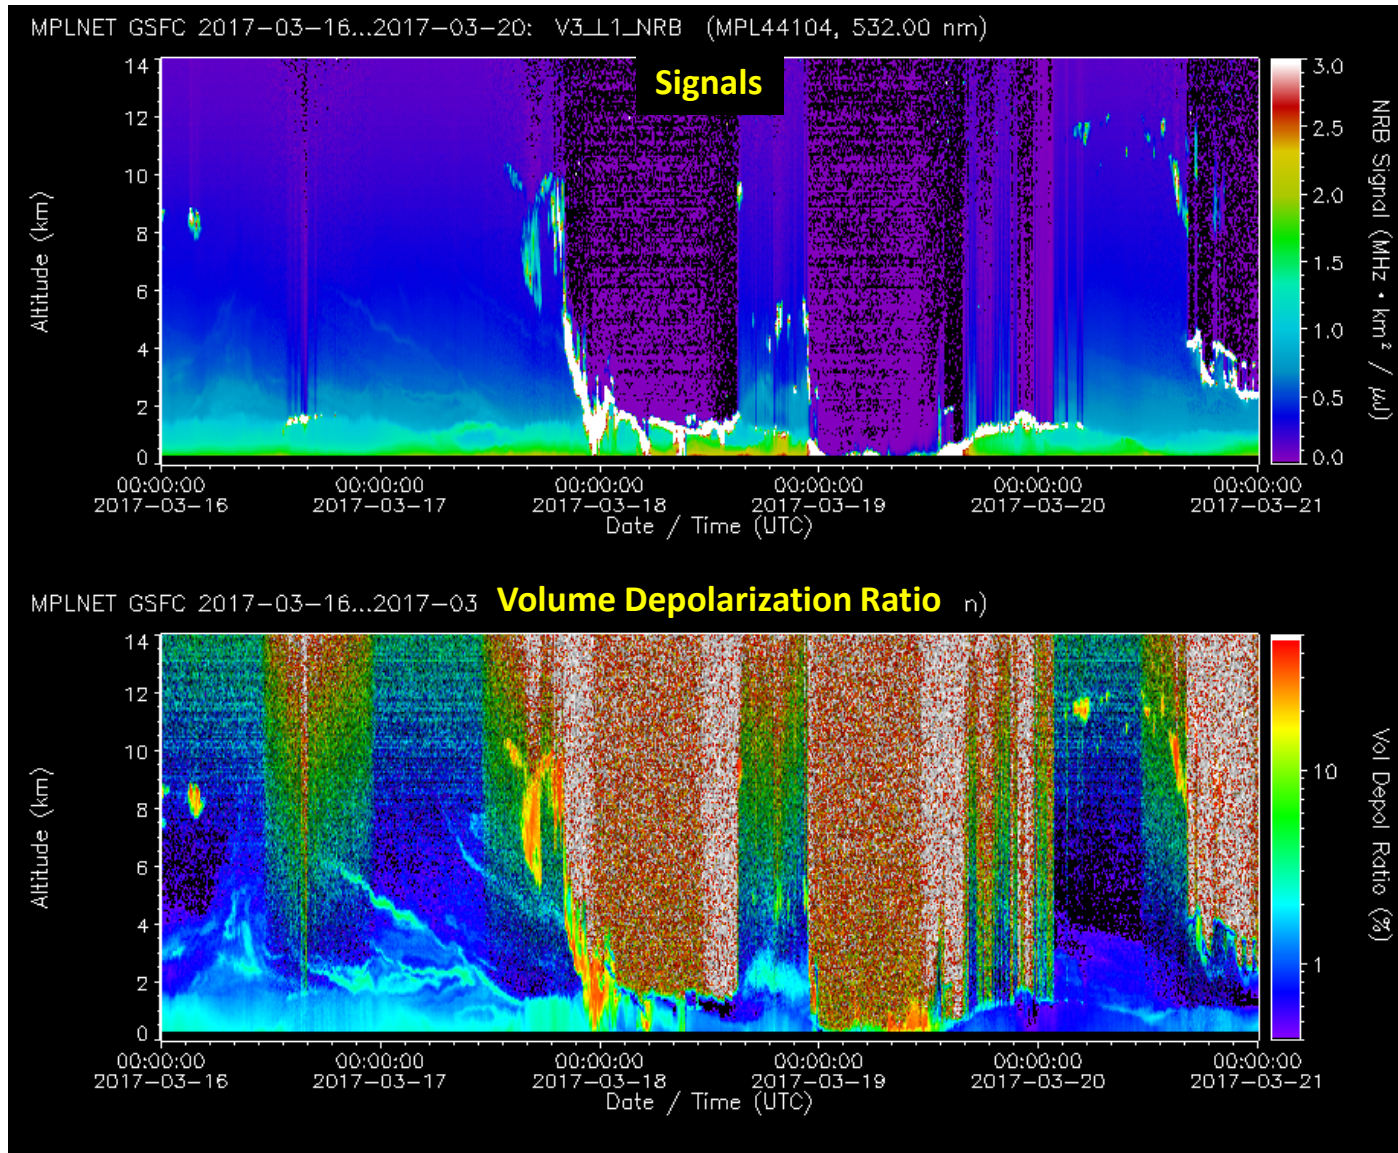 MPLNET GSFC 2017-03-16...2017-03-20: V3_L1_NRB (MPL44104, 532.00 nm)
Signals
14
12
10
8
6
4
2
0
Altitude (km)
3.0
2.5
2.0
1.5
1.0
0.5
0.0
NRB Signal (MHz • km² / μJ)
00:00:00 00:00:00 00:00:00 00:00:00 00:00:00 00:00:00
2017-03-16 2017-03-17 2017-03-18 2017-03-19 2017-03-20 2017-03-21
Date / Time (UTC)
MPLNET GSFC 2017-03-16...2017-03 Volume Depolarization Ratio n)
14
12
10
8
6
4
2
0
Altitude (km)
10
1
Vol Depol Ratio (%)
00:00:00 00:00:00 00:00:00 00:00:00 00:00:00 00:00:00
2017-03-16 2017-03-17 2017-03-18 2017-03-19 2017-03-20 2017-03-21
Date / Time (UTC)